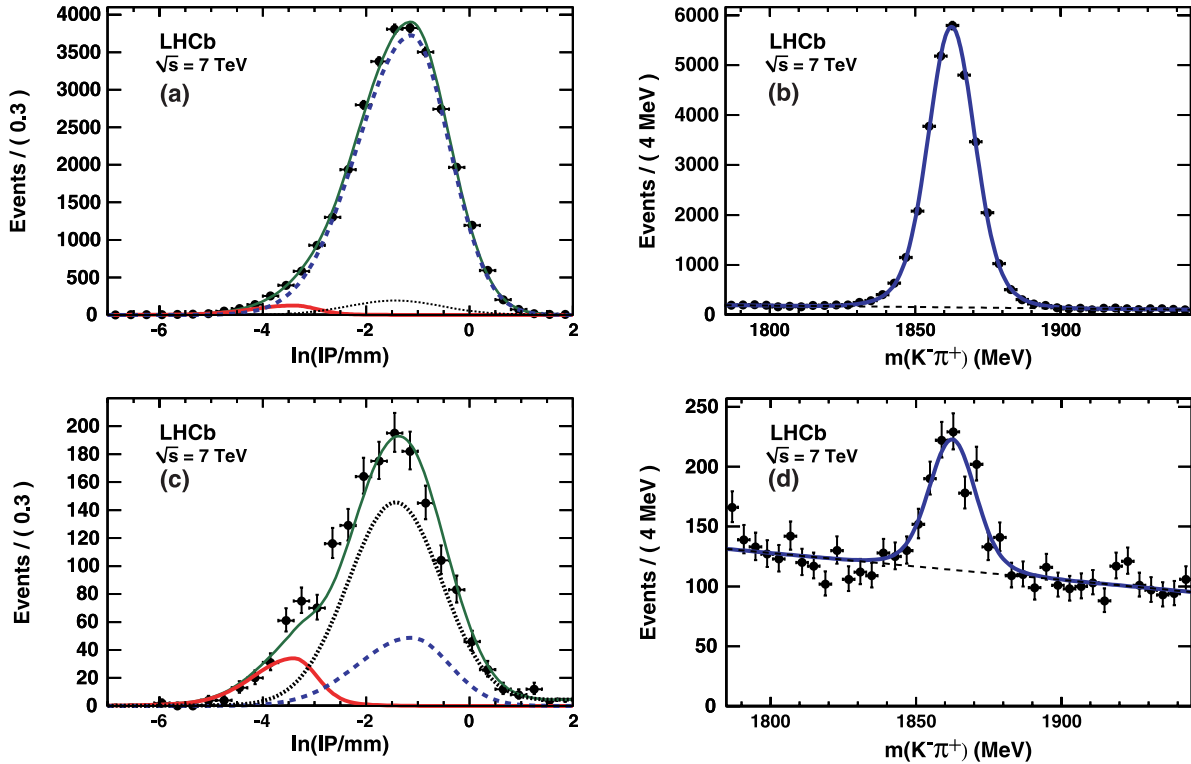 4000
3500
3000
2500
2000
1500
1000
500
0
Events / ( 0.3 )
LHCb
√s = 7 TeV
(a)
-6 -4 -2 0 2
ln(IP/mm)
6000
5000
4000
3000
2000
1000
0
Events / ( 4 MeV )
LHCb
√s = 7 TeV
(b)
1800 1850 1900
m(K⁻π⁺) (MeV)
200
180
160
140
120
100
80
60
40
20
0
Events / ( 0.3 )
LHCb
√s = 7 TeV
(c)
-6 -4 -2 0 2
ln(IP/mm)
250
200
150
100
50
0
Events / ( 4 MeV )
LHCb
√s = 7 TeV
(d)
1800 1850 1900
m(K⁻π⁺) (MeV)